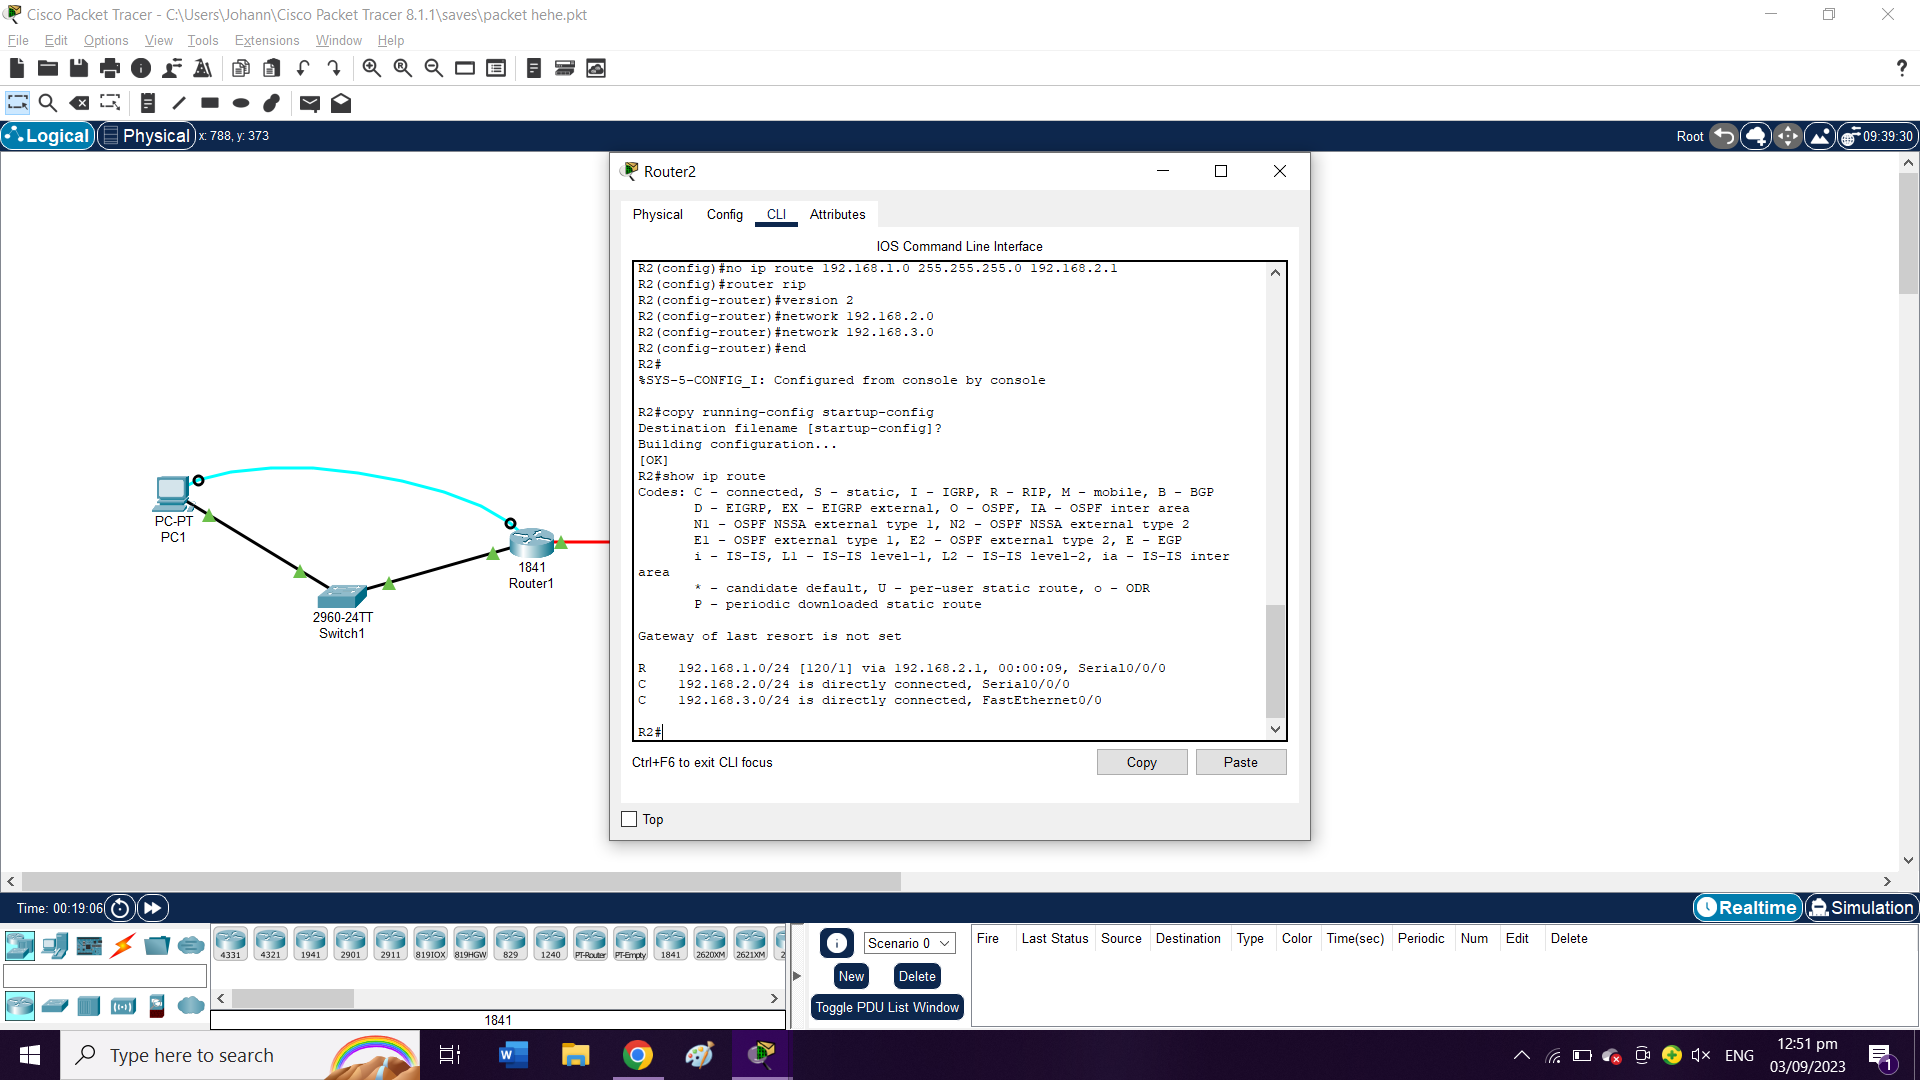 Cisco Packet Tracer - C:\Users\Johann\Cisco Packet Tracer 8.1.1\saves\packet hehe.pkt
File Edit Options View Tools Extensions Window Help
?
Logical Physical x: 788, y: 373
Root 09:39:30
Router2
Physical Config CLI Attributes
IOS Command Line Interface
R2(config)#no ip route 192.168.1.0 255.255.255.0 192.168.2.1
R2(config)#router rip
R2(config-router)#version 2
R2(config-router)#network 192.168.2.0
R2(config-router)#network 192.168.3.0
R2(config-router)#end
R2#
%SYS-5-CONFIG_I: Configured from console by console
R2#copy running-config startup-config
Destination filename [startup-config]?
Building configuration...
[OK]
R2#show ip route
Codes: C - connected, S - static, I - IGRP, R - RIP, M - mobile, B - BGP
D - EIGRP, EX - EIGRP external, O - OSPF, IA - OSPF inter area
N1 - OSPF NSSA external type 1, N2 - OSPF NSSA external type 2
E1 - OSPF external type 1, E2 - OSPF external type 2, E - EGP
i - IS-IS, L1 - IS-IS level-1, L2 - IS-IS level-2, ia - IS-IS inter
area
* - candidate default, U - per-user static route, o - ODR
P - periodic downloaded static route
Gateway of last resort is not set
R 192.168.1.0/24 [120/1] via 192.168.2.1, 00:00:09, Serial0/0/0
C 192.168.2.0/24 is directly connected, Serial0/0/0
C 192.168.3.0/24 is directly connected, FastEthernet0/0
R2#
Ctrl+F6 to exit CLI focus
Copy Paste
Top
PC-PT
PC1
2960-24TT
Switch1
1841
Router1
Time: 00:19:06
Realtime Simulation
4331 4321 1941 2901 2911 819IOX 819HGW 829 1240 PT-Router PT-Empty 1841 2620XM 2621XM 2
1841
Scenario 0
New Delete
Toggle PDU List Window
Fire Last Status Source Destination Type Color Time(sec) Periodic Num Edit Delete
Type here to search
ENG
12:51 pm
03/09/2023
1